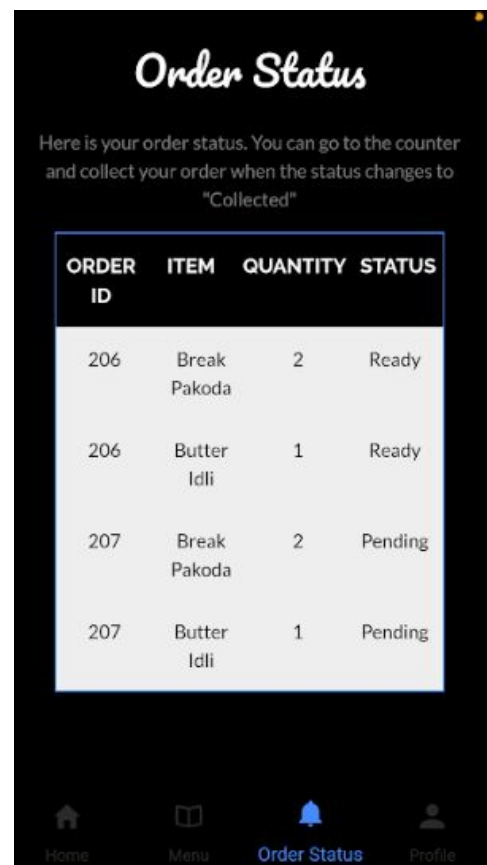 Order Status
Here is your order status. You can go to the counter
and collect your order when the status changes to
"Collected"
ORDER ID ITEM QUANTITY STATUS
206 Break Pakoda 2 Ready
206 Butter Idli 1 Ready
207 Break Pakoda 2 Pending
207 Butter Idli 1 Pending
Home Menu Order Status Profile